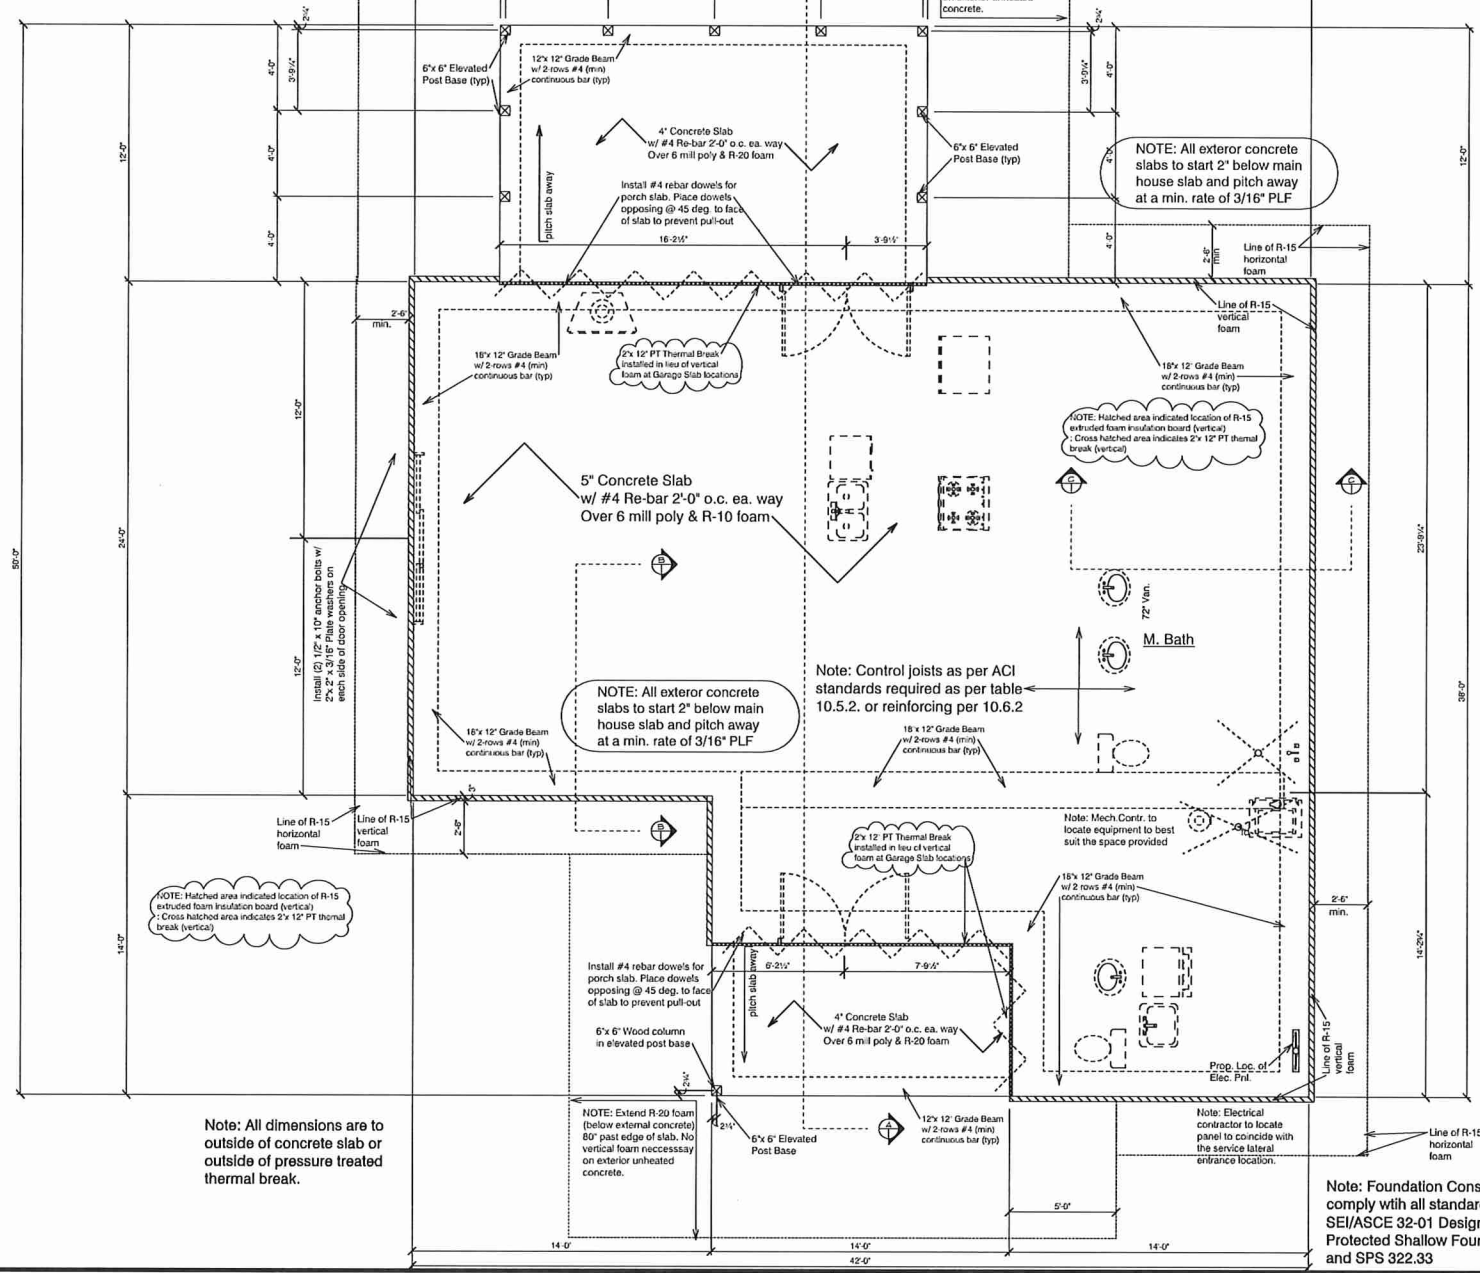 concrete.
2¼"
2¼"
6"x 6" Elevated
Post Base (typ)
12"x 12" Grade Beam
w/ 2-rows #4 (min)
continuous bar (typ)
4'-0"
3'-9¼"
3'-9¼"
4'-0"
4" Concrete Slab
w/ #4 Re-bar 2'-0" o.c. ea. way
Over 6 mill poly & R-20 foam
6"x 6" Elevated
Post Base (typ)
NOTE: All exteror concrete
slabs to start 2" below main
house slab and pitch away
at a min. rate of 3/16" PLF
12'-0"
4'-0"
4'-0"
12'-0"
pitch slab away
Install #4 rebar dowels for
porch slab. Place dowels
opposing @ 45 deg. to face
of slab to prevent pull-out
4'-0"
16'-2½"
3'-9½"
4'-0"
2'-6"
min
Line of R-15
horizontal
foam
2'-6"
min.
Line of R-15
vertical
foam
18"x 12" Grade Beam
w/ 2-rows #4 (min)
continuous bar (typ)
2"x 12" PT Thermal Break
installed in lieu of vertical
foam at Garage Slab locations
18"x 12" Grade Beam
w/ 2-rows #4 (min)
continuous bar (typ)
12'-0"
NOTE: Hatched area indicated location of R-15
extruded foam insulation board (vertical)
: Cross hatched area indicates 2"x 12" PT thermal
break (vertical)
5" Concrete Slab
w/ #4 Re-bar 2'-0" o.c. ea. way
Over 6 mill poly & R-10 foam
C
C
50'-0"
24'-0"
23'-9¼"
B
Install (2) 1/2" x 10" anchor bolts w/
2"x 2" x 3/16" Plate washers on
each side of door opening
72" Van.
M. Bath
12'-0"
38'-0"
Note: Control joists as per ACI
standards required as per table
10.5.2. or reinforcing per 10.6.2
NOTE: All exteror concrete
slabs to start 2" below main
house slab and pitch away
at a min. rate of 3/16" PLF
18"x 12" Grade Beam
w/ 2-rows #4 (min)
continuous bar (typ)
18"x 12" Grade Beam
w/ 2-rows #4 (min)
continuous bar (typ)
3"
2'-6"
Line of R-15
horizontal
foam
Line of R-15
vertical
foam
B
Note: Mech.Contr. to
locate equipment to best
suit the space provided
2"x 12" PT Thermal Break
installed in lieu of vertical
foam at Garage Slab locations
NOTE: Hatched area indicated location of R-15
extruded foam insulation board (vertical)
: Cross hatched area indicates 2"x 12" PT thermal
break (vertical)
18"x 12" Grade Beam
w/ 2 rows #4 (min)
continuous bar (typ)
2'-6"
min.
14'-0"
14'-2¾"
Install #4 rebar dowels for
porch slab. Place dowels
opposing @ 45 deg. to face
of slab to prevent pull-out
pitch slab away
6'-2½"
7'-9½"
4" Concrete Slab
w/ #4 Re-bar 2'-0" o.c. ea. way
Over 6 mill poly & R-20 foam
6"x 6" Wood column
in elevated post base
Prop. Loc. of
Elec. Pnl.
Line of R-15
vertical
foam
2¼"
2¼"
Note: All dimensions are to
outside of concrete slab or
outside of pressure treated
thermal break.
NOTE: Extend R-20 foam
(below external concrete)
80" past edge of slab. No
vertical foam neccesssay
on exterior unheated
concrete.
6"x 6" Elevated
Post Base
A
12"x 12" Grade Beam
w/ 2-rows #4 (min)
continuous bar (typ)
Note: Electrical
contractor to locate
panel to coincide with
the service lateral
entrance location.
Line of R-15
horizontal
foam
5'-0"
Note: Foundation Cons
comply wtih all standar
SEI/ASCE 32-01 Design
Protected Shallow Four
and SPS 322.33
14'-0"
14'-0"
14'-0"
42'-0"